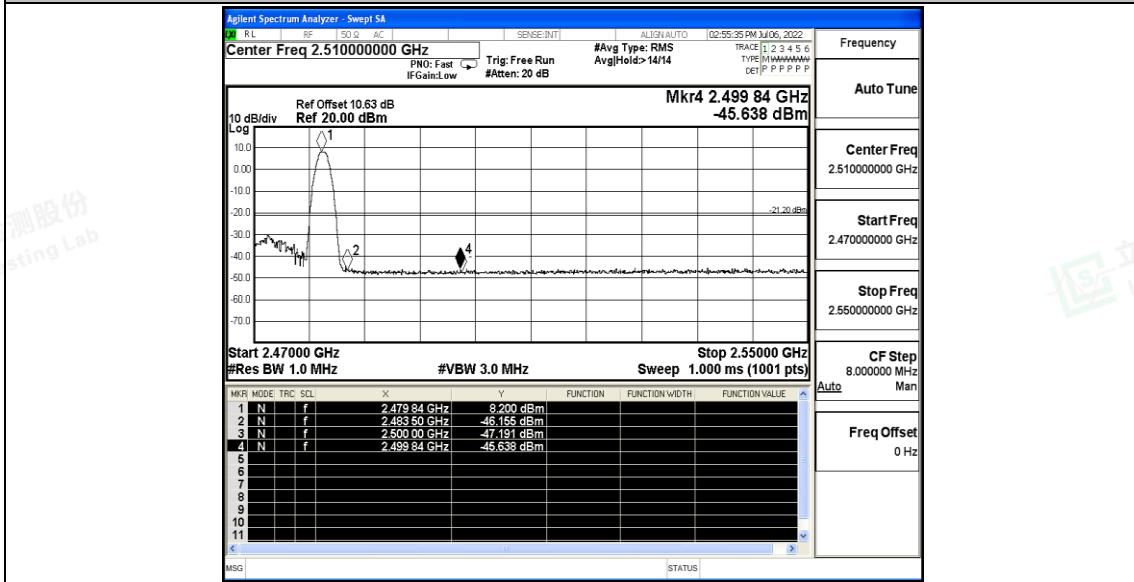 Agilent Spectrum Analyzer - Swept SA
RL RF 50 Ω AC SENSE:INT ALIGNAUTO 02:55:35 PM Jul 06, 2022
Center Freq 2.510000000 GHz
PNO: Fast
IFGain:Low
Trig: Free Run
#Atten: 20 dB
#Avg Type: RMS
Avg|Hold:>14/14
TRACE 1 2 3 4 5 6
TYPE M
DET P P P P P P
Frequency
Auto Tune
Center Freq
2.510000000 GHz
Start Freq
2.470000000 GHz
Stop Freq
2.550000000 GHz
CF Step
8.000000 MHz
Auto Man
Freq Offset
0 Hz
Mkr4 2.499 84 GHz
-45.638 dBm
Ref Offset 10.63 dB
10 dB/div Ref 20.00 dBm
Log
10.0
0.00
-10.0
-20.0
-30.0
-40.0
-50.0
-60.0
-70.0
1
2
4
-21.20 dBm
Start 2.47000 GHz Stop 2.55000 GHz
#Res BW 1.0 MHz #VBW 3.0 MHz Sweep 1.000 ms (1001 pts)
MKR MODE TRC SCL X Y FUNCTION FUNCTION WIDTH FUNCTION VALUE
1 N f 2.479 84 GHz 8.200 dBm
2 N f 2.483 50 GHz -46.155 dBm
3 N f 2.500 00 GHz -47.191 dBm
4 N f 2.499 84 GHz -45.638 dBm
5
6
7
8
9
10
11
MSG STATUS
测股份
sting Lab
立